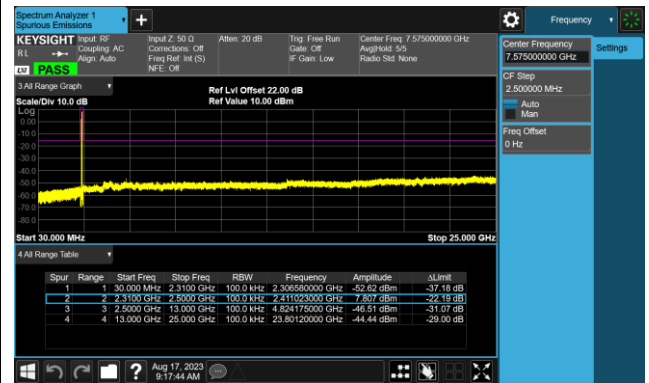 Spectrum Analyzer 1
Spurious Emissions
Frequency
KEYSIGHT
Input: RF
Coupling: AC
Align: Auto
Input Z: 50 Ω
Corrections: Off
Freq Ref: Int (S)
NFE: Off
Atten: 20 dB
Trig: Free Run
Gate: Off
IF Gain: Low
Center Freq: 7.575000000 GHz
Avg|Hold: 5/5
Radio Std: None
R L
LXI
PASS
Center Frequency
7.575000000 GHz
Settings
CF Step
2.500000 MHz
Auto
Man
Freq Offset
0 Hz
3 All Range Graph
Scale/Div 10.0 dB
Ref Lvl Offset 22.00 dB
Ref Value 10.00 dBm
Log
0.00
-10.0
-20.0
-30.0
-40.0
-50.0
-60.0
-70.0
-80.0
Start 30.000 MHz
Stop 25.000 GHz
4 All Range Table
Spur Range Start Freq Stop Freq RBW Frequency Amplitude ΔLimit
1 1 30.000 MHz 2.3100 GHz 100.0 kHz 2.306580000 GHz -52.62 dBm -37.18 dB
2 2 2.3100 GHz 2.5000 GHz 100.0 kHz 2.411023000 GHz 7.807 dBm -22.19 dB
3 3 2.5000 GHz 13.000 GHz 100.0 kHz 4.824175000 GHz -46.51 dBm -31.07 dB
4 4 13.000 GHz 25.000 GHz 100.0 kHz 23.80120000 GHz -44.44 dBm -29.00 dB
Aug 17, 2023
9:17:44 AM